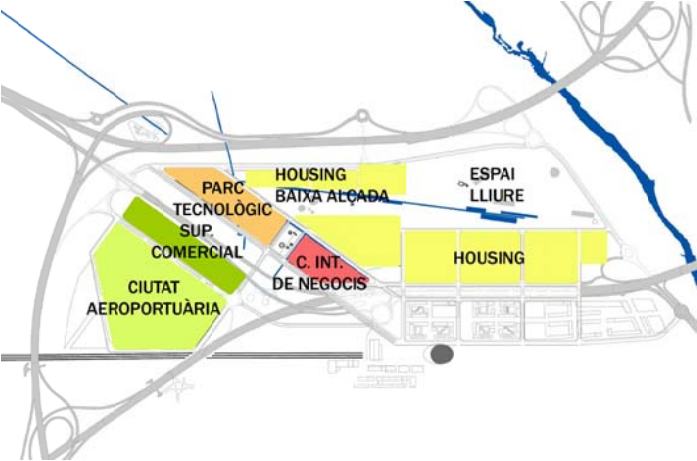 HOUSING
BAIXA ALÇADA
ESPAI
LLIURE
PARC
TECNOLÒGIC
SUP.
COMERCIAL
C. INT.
DE NEGOCIS
HOUSING
CIUTAT
AEROPORTUÀRIA